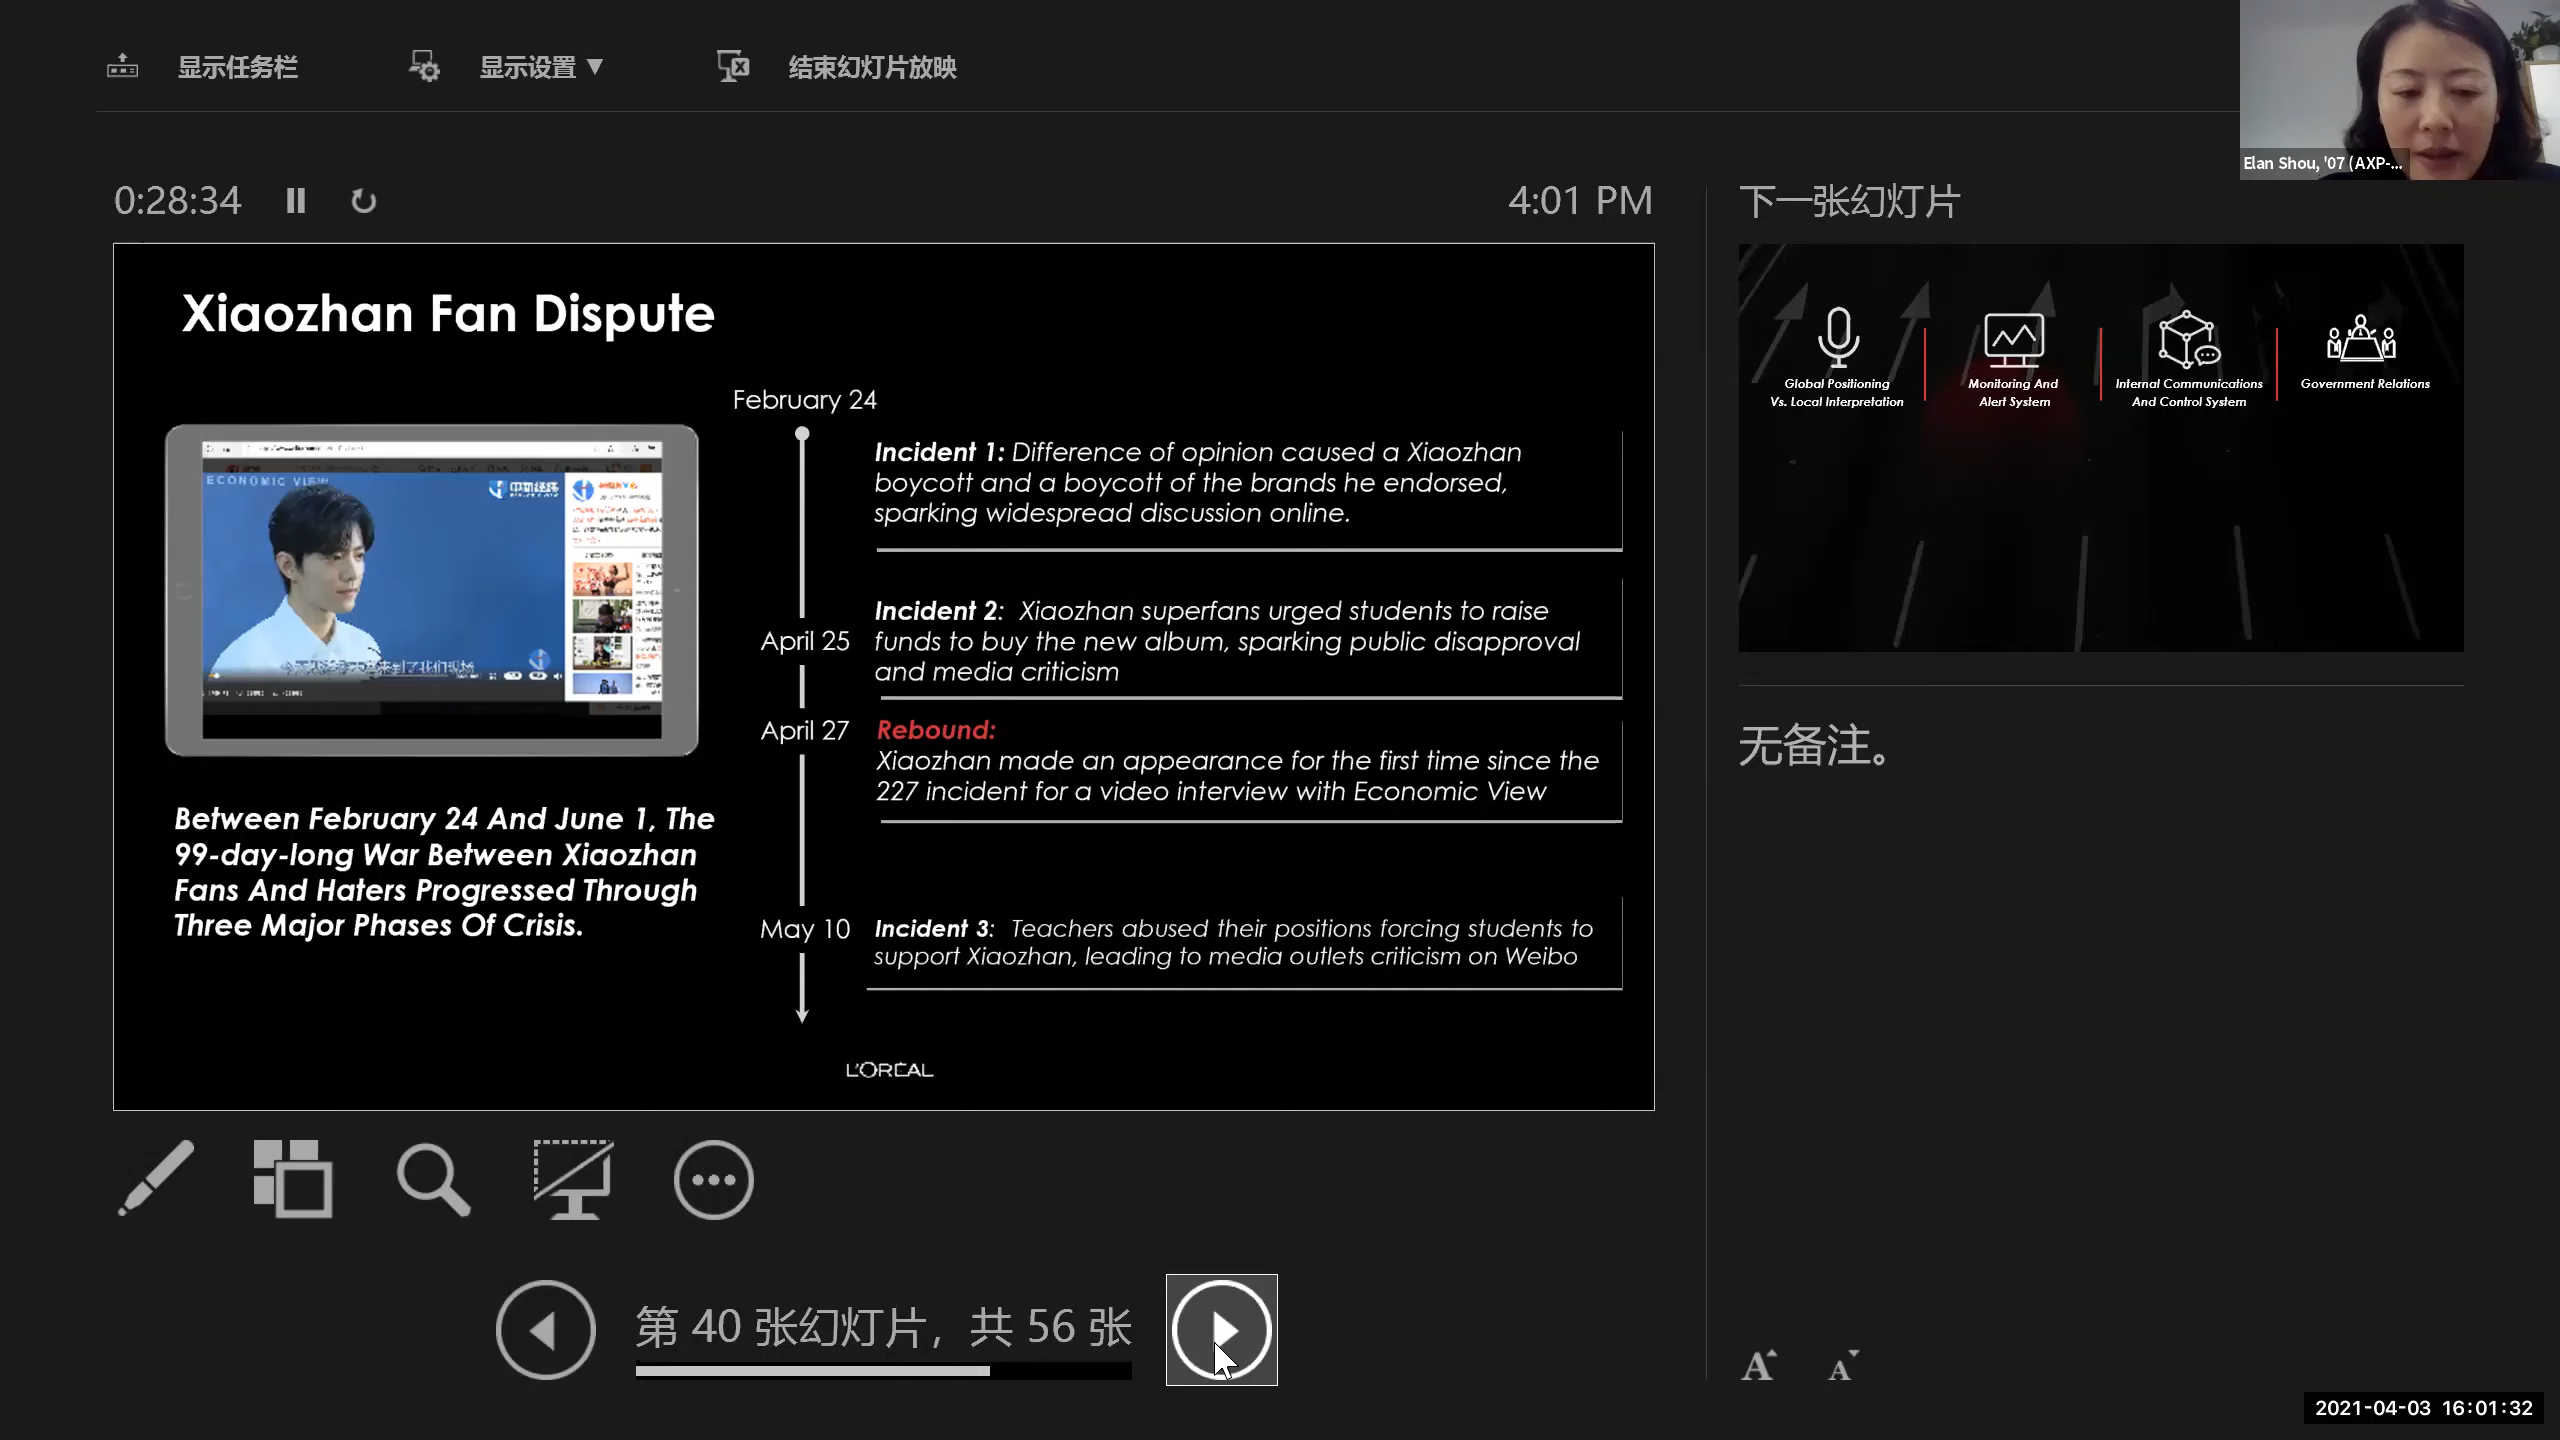 显示任务栏
显示设置 ▼
结束幻灯片放映
Elan Shou, '07 (AXP-...
0:28:34
4:01 PM
下一张幻灯片
Xiaozhan Fan Dispute
February 24
Incident 1: Difference of opinion caused a Xiaozhan
boycott and a boycott of the brands he endorsed,
sparking widespread discussion online.
April 25
Incident 2:  Xiaozhan superfans urged students to raise
funds to buy the new album, sparking public disapproval
and media criticism
April 27
Rebound:
Xiaozhan made an appearance for the first time since the
227 incident for a video interview with Economic View
May 10
Incident 3:  Teachers abused their positions forcing students to
support Xiaozhan, leading to media outlets criticism on Weibo
ECONOMIC VIEW
中新经纬
Between February 24 And June 1, The
99-day-long War Between Xiaozhan
Fans And Haters Progressed Through
Three Major Phases Of Crisis.
L'ORÉAL
Global Positioning
Vs. Local Interpretation
Monitoring And
Alert System
Internal Communications
And Control System
Government Relations
无备注。
第 40 张幻灯片，共 56 张
A
A
2021-04-03 16:01:32